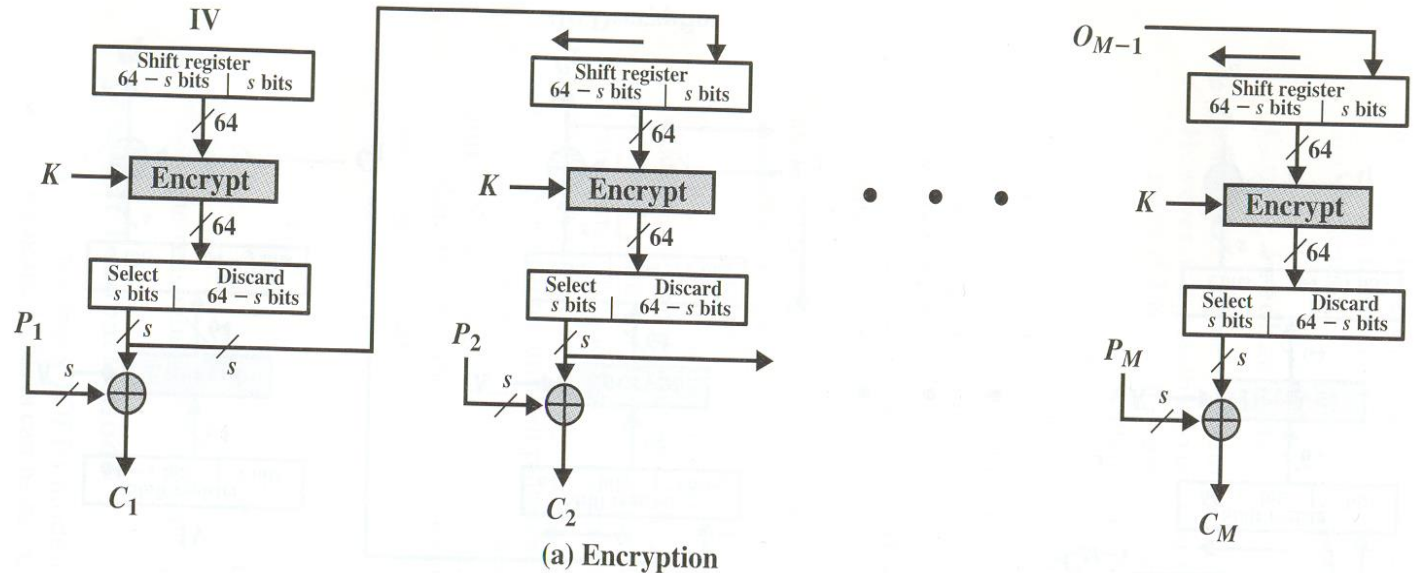 IV
Shift register
64 – s bits | s bits
64
K
Encrypt
64
Select Discard
s bits | 64 – s bits
P1
s
s
s
C1
Shift register
64 – s bits | s bits
64
K
Encrypt
64
Select Discard
s bits | 64 – s bits
P2
s
s
C2
OM–1
Shift register
64 – s bits | s bits
64
K
Encrypt
64
Select Discard
s bits | 64 – s bits
PM
s
s
CM
(a) Encryption